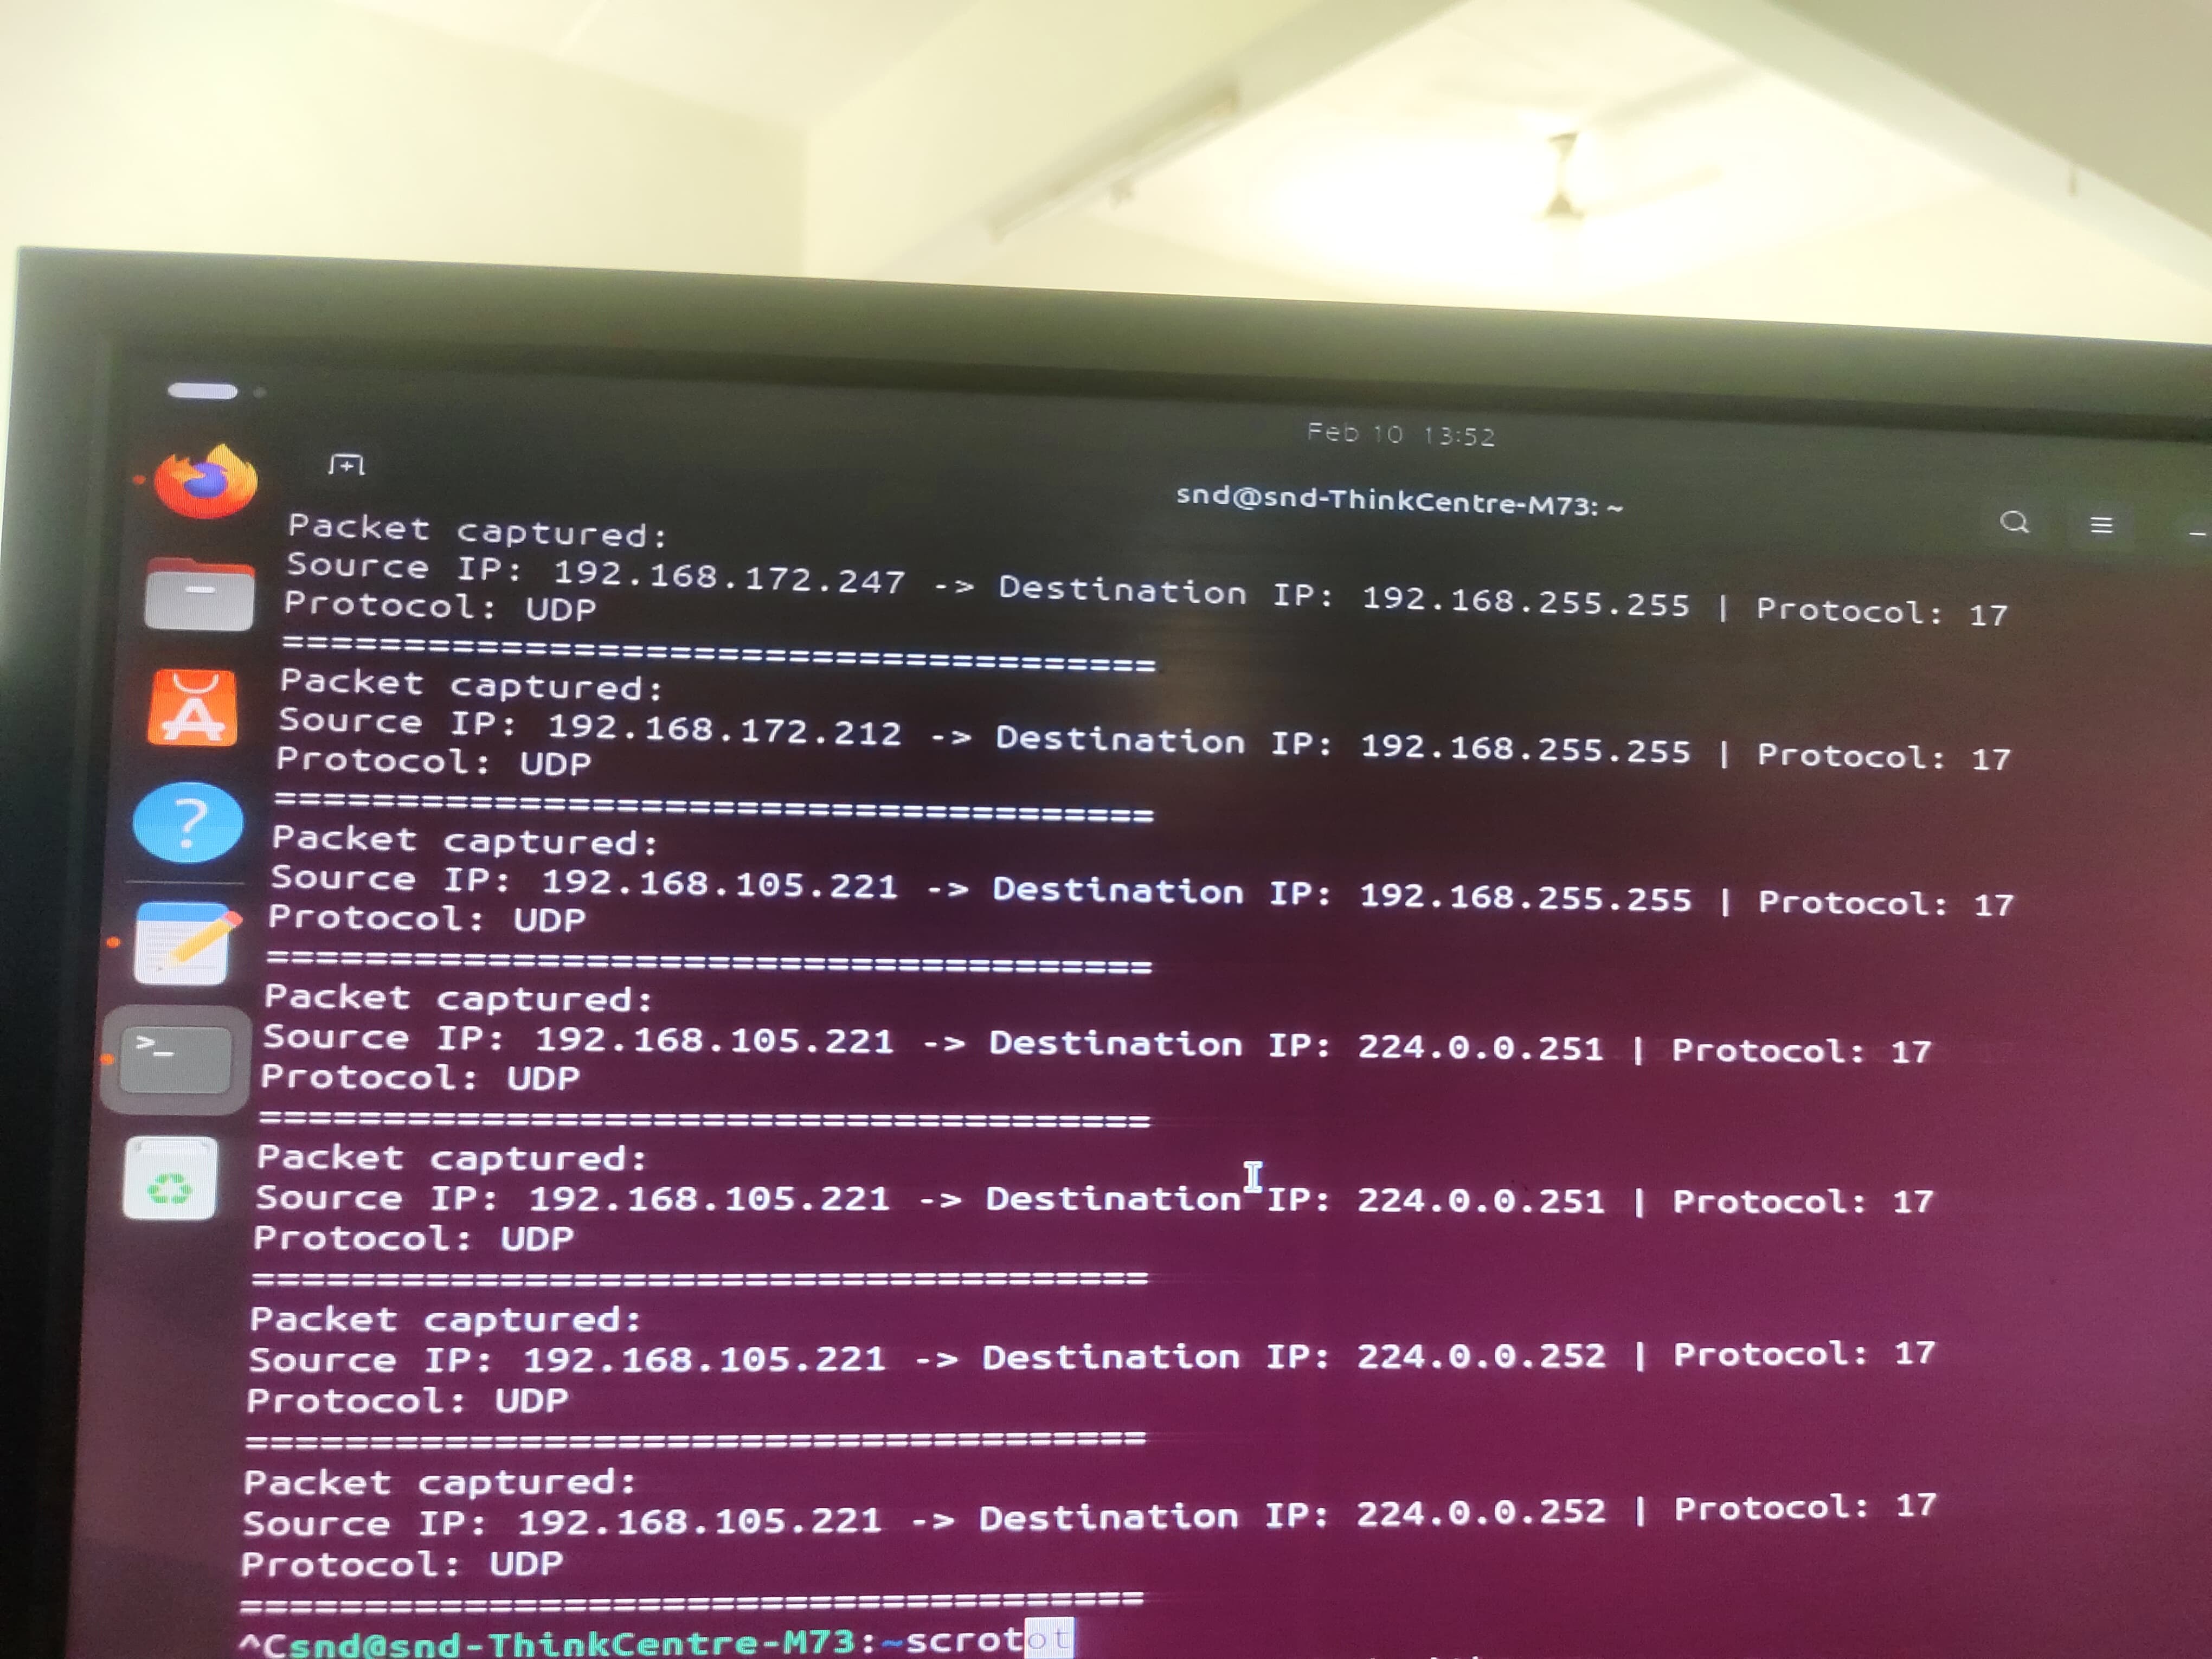 Feb 10 13:52
snd@snd-ThinkCentre-M73: ~
Packet captured:
Source IP: 192.168.172.247 -> Destination IP: 192.168.255.255 | Protocol: 17
Protocol: UDP
====================================
Packet captured:
Source IP: 192.168.172.212 -> Destination IP: 192.168.255.255 | Protocol: 17
Protocol: UDP
====================================
Packet captured:
Source IP: 192.168.105.221 -> Destination IP: 192.168.255.255 | Protocol: 17
Protocol: UDP
====================================
Packet captured:
Source IP: 192.168.105.221 -> Destination IP: 224.0.0.251 | Protocol: 17
Protocol: UDP
====================================
Packet captured:
Source IP: 192.168.105.221 -> Destination IP: 224.0.0.251 | Protocol: 17
Protocol: UDP
====================================
Packet captured:
Source IP: 192.168.105.221 -> Destination IP: 224.0.0.252 | Protocol: 17
Protocol: UDP
====================================
Packet captured:
Source IP: 192.168.105.221 -> Destination IP: 224.0.0.252 | Protocol: 17
Protocol: UDP
====================================
^Csnd@snd-ThinkCentre-M73:~scrot